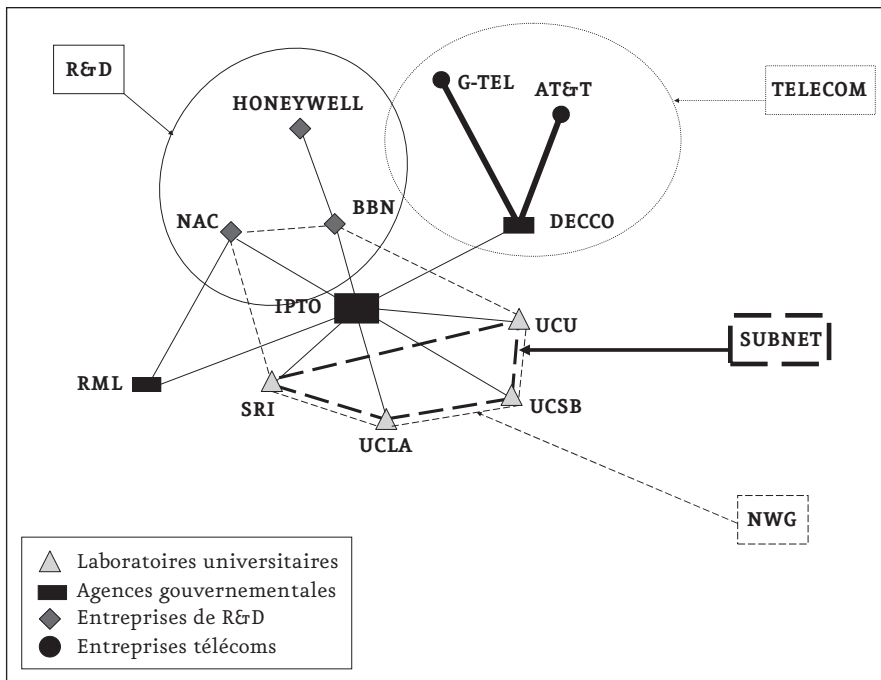 R&D
G-TEL
AT&T
TELECOM
HONEYWELL
NAC
BBN
DECCO
IPTO
UCU
SUBNET
RML
SRI
UCSB
UCLA
NWG
Laboratoires universitaires
Agences gouvernementales
Entreprises de R&D
Entreprises télécoms